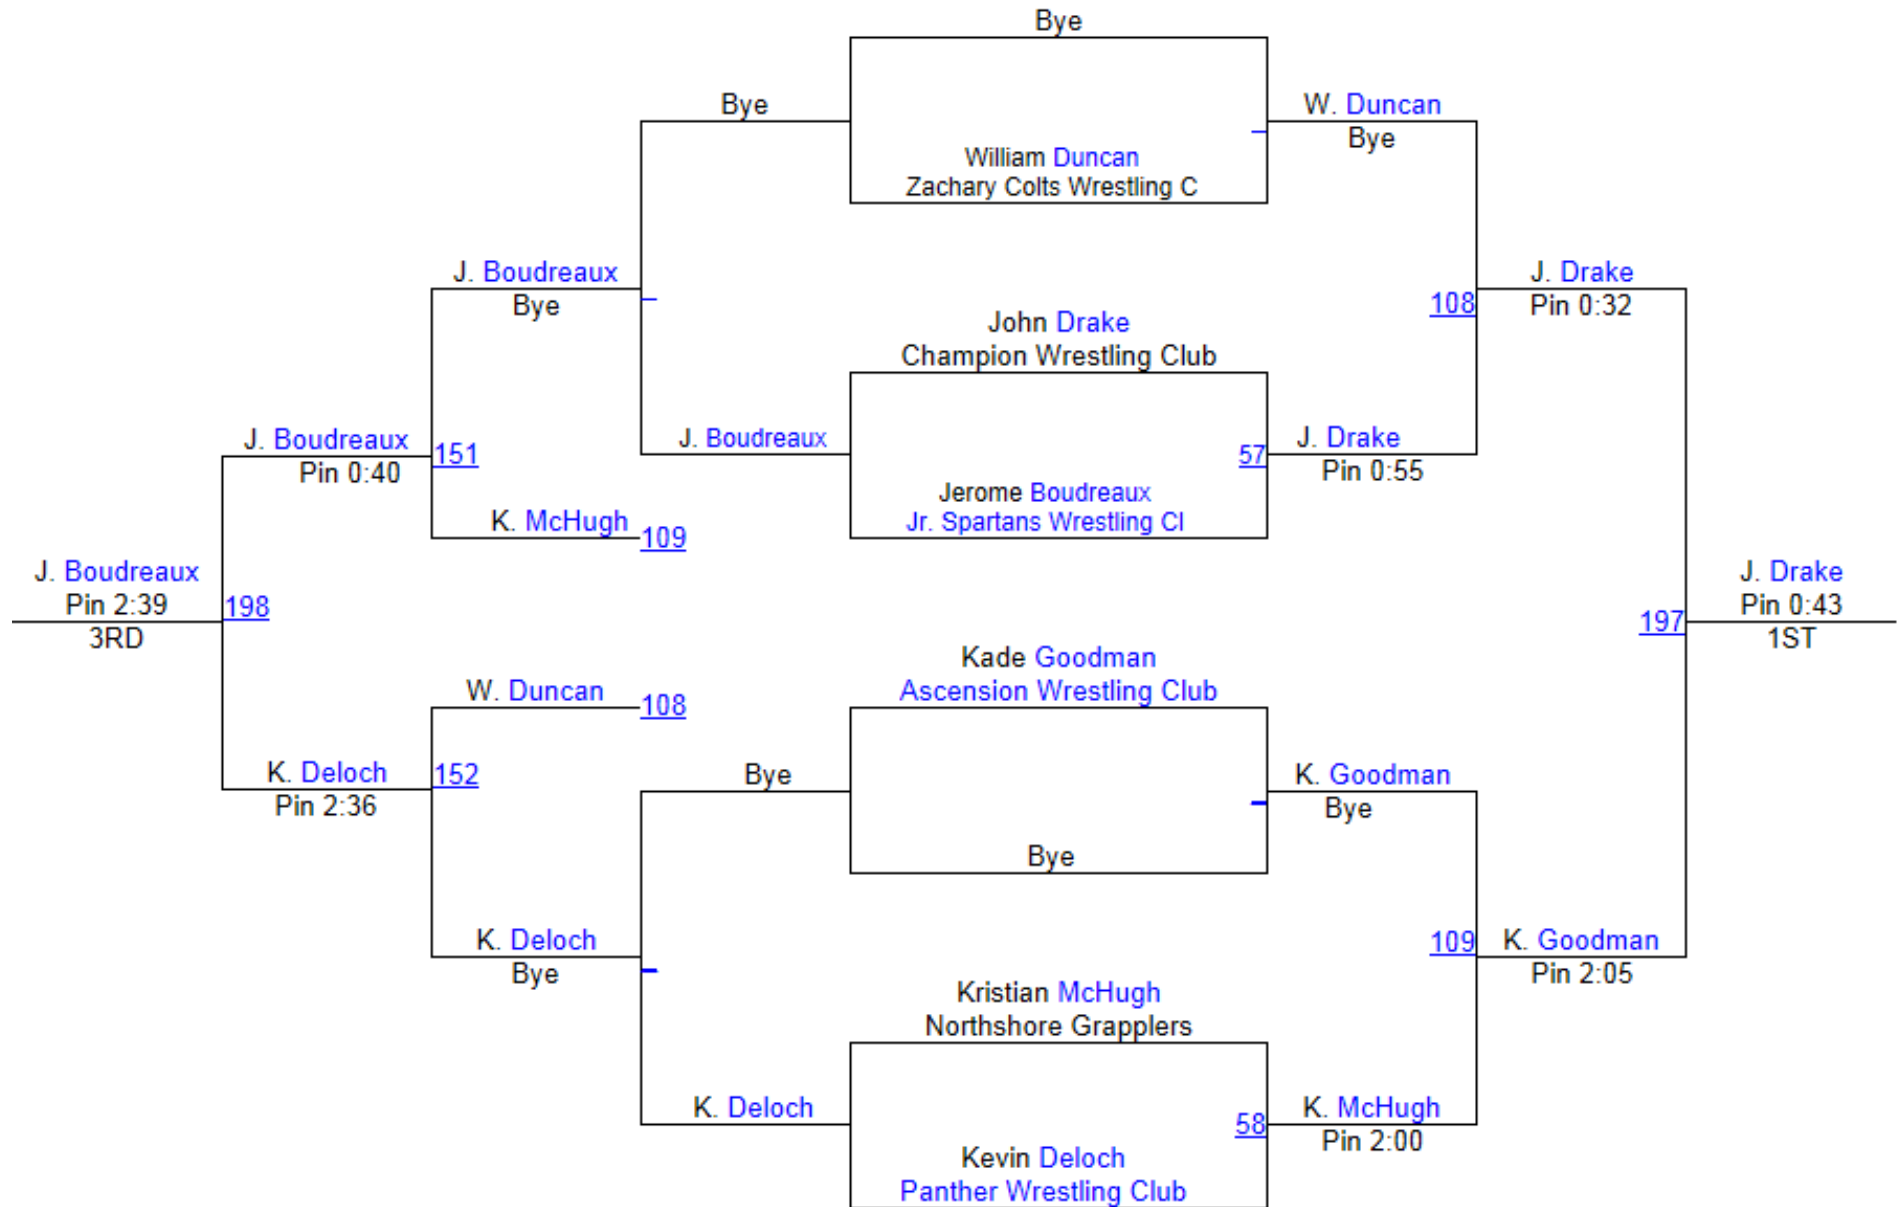 Bye
Bye
W. Duncan
Bye
William Duncan
Zachary Colts Wrestling C
J. Boudreaux
Bye
J. Drake
108
Pin 0:32
John Drake
Champion Wrestling Club
J. Boudreaux
Pin 0:40
151
J. Boudreaux
57
J. Drake
Pin 0:55
Jerome Boudreaux
Jr. Spartans Wrestling Cl
K. McHugh
109
J. Boudreaux
Pin 2:39
198
3RD
J. Drake
Pin 0:43
197
1ST
Kade Goodman
Ascension Wrestling Club
W. Duncan
108
K. Deloch
152
Pin 2:36
Bye
K. Goodman
Bye
Bye
K. Deloch
Bye
109
K. Goodman
Pin 2:05
Kristian McHugh
Northshore Grapplers
K. Deloch
58
K. McHugh
Pin 2:00
Kevin Deloch
Panther Wrestling Club